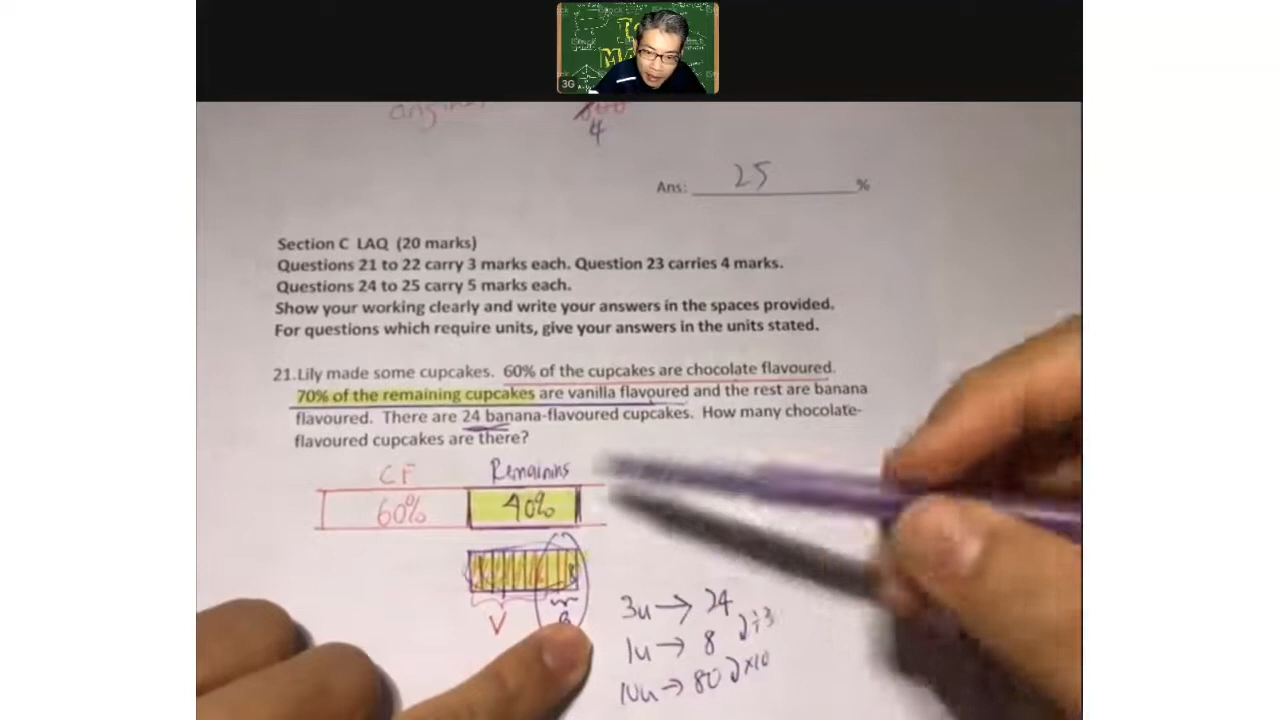 3G
origina
4
Ans: 25 %
Section C LAQ (20 marks)
Questions 21 to 22 carry 3 marks each. Question 23 carries 4 marks.
Questions 24 to 25 carry 5 marks each.
Show your working clearly and write your answers in the spaces provided.
For questions which require units, give your answers in the units stated.
21.Lily made some cupcakes. 60% of the cupcakes are chocolate flavoured.
70% of the remaining cupcakes are vanilla flavoured and the rest are banana
flavoured. There are 24 banana-flavoured cupcakes. How many chocolate-
flavoured cupcakes are there?
CF Remaining
60% 40%
V B
3u → 24
1u → 8 ÷3
10u → 80 ×10